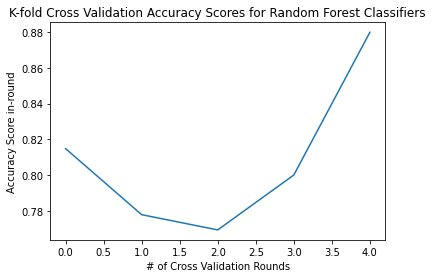 K-fold Cross Validation Accuracy Scores for Random Forest Classifiers
0.88
0.86
0.84
0.82
0.80
0.78
Accuracy Score in-round
0.0 0.5 1.0 1.5 2.0 2.5 3.0 3.5 4.0
# of Cross Validation Rounds